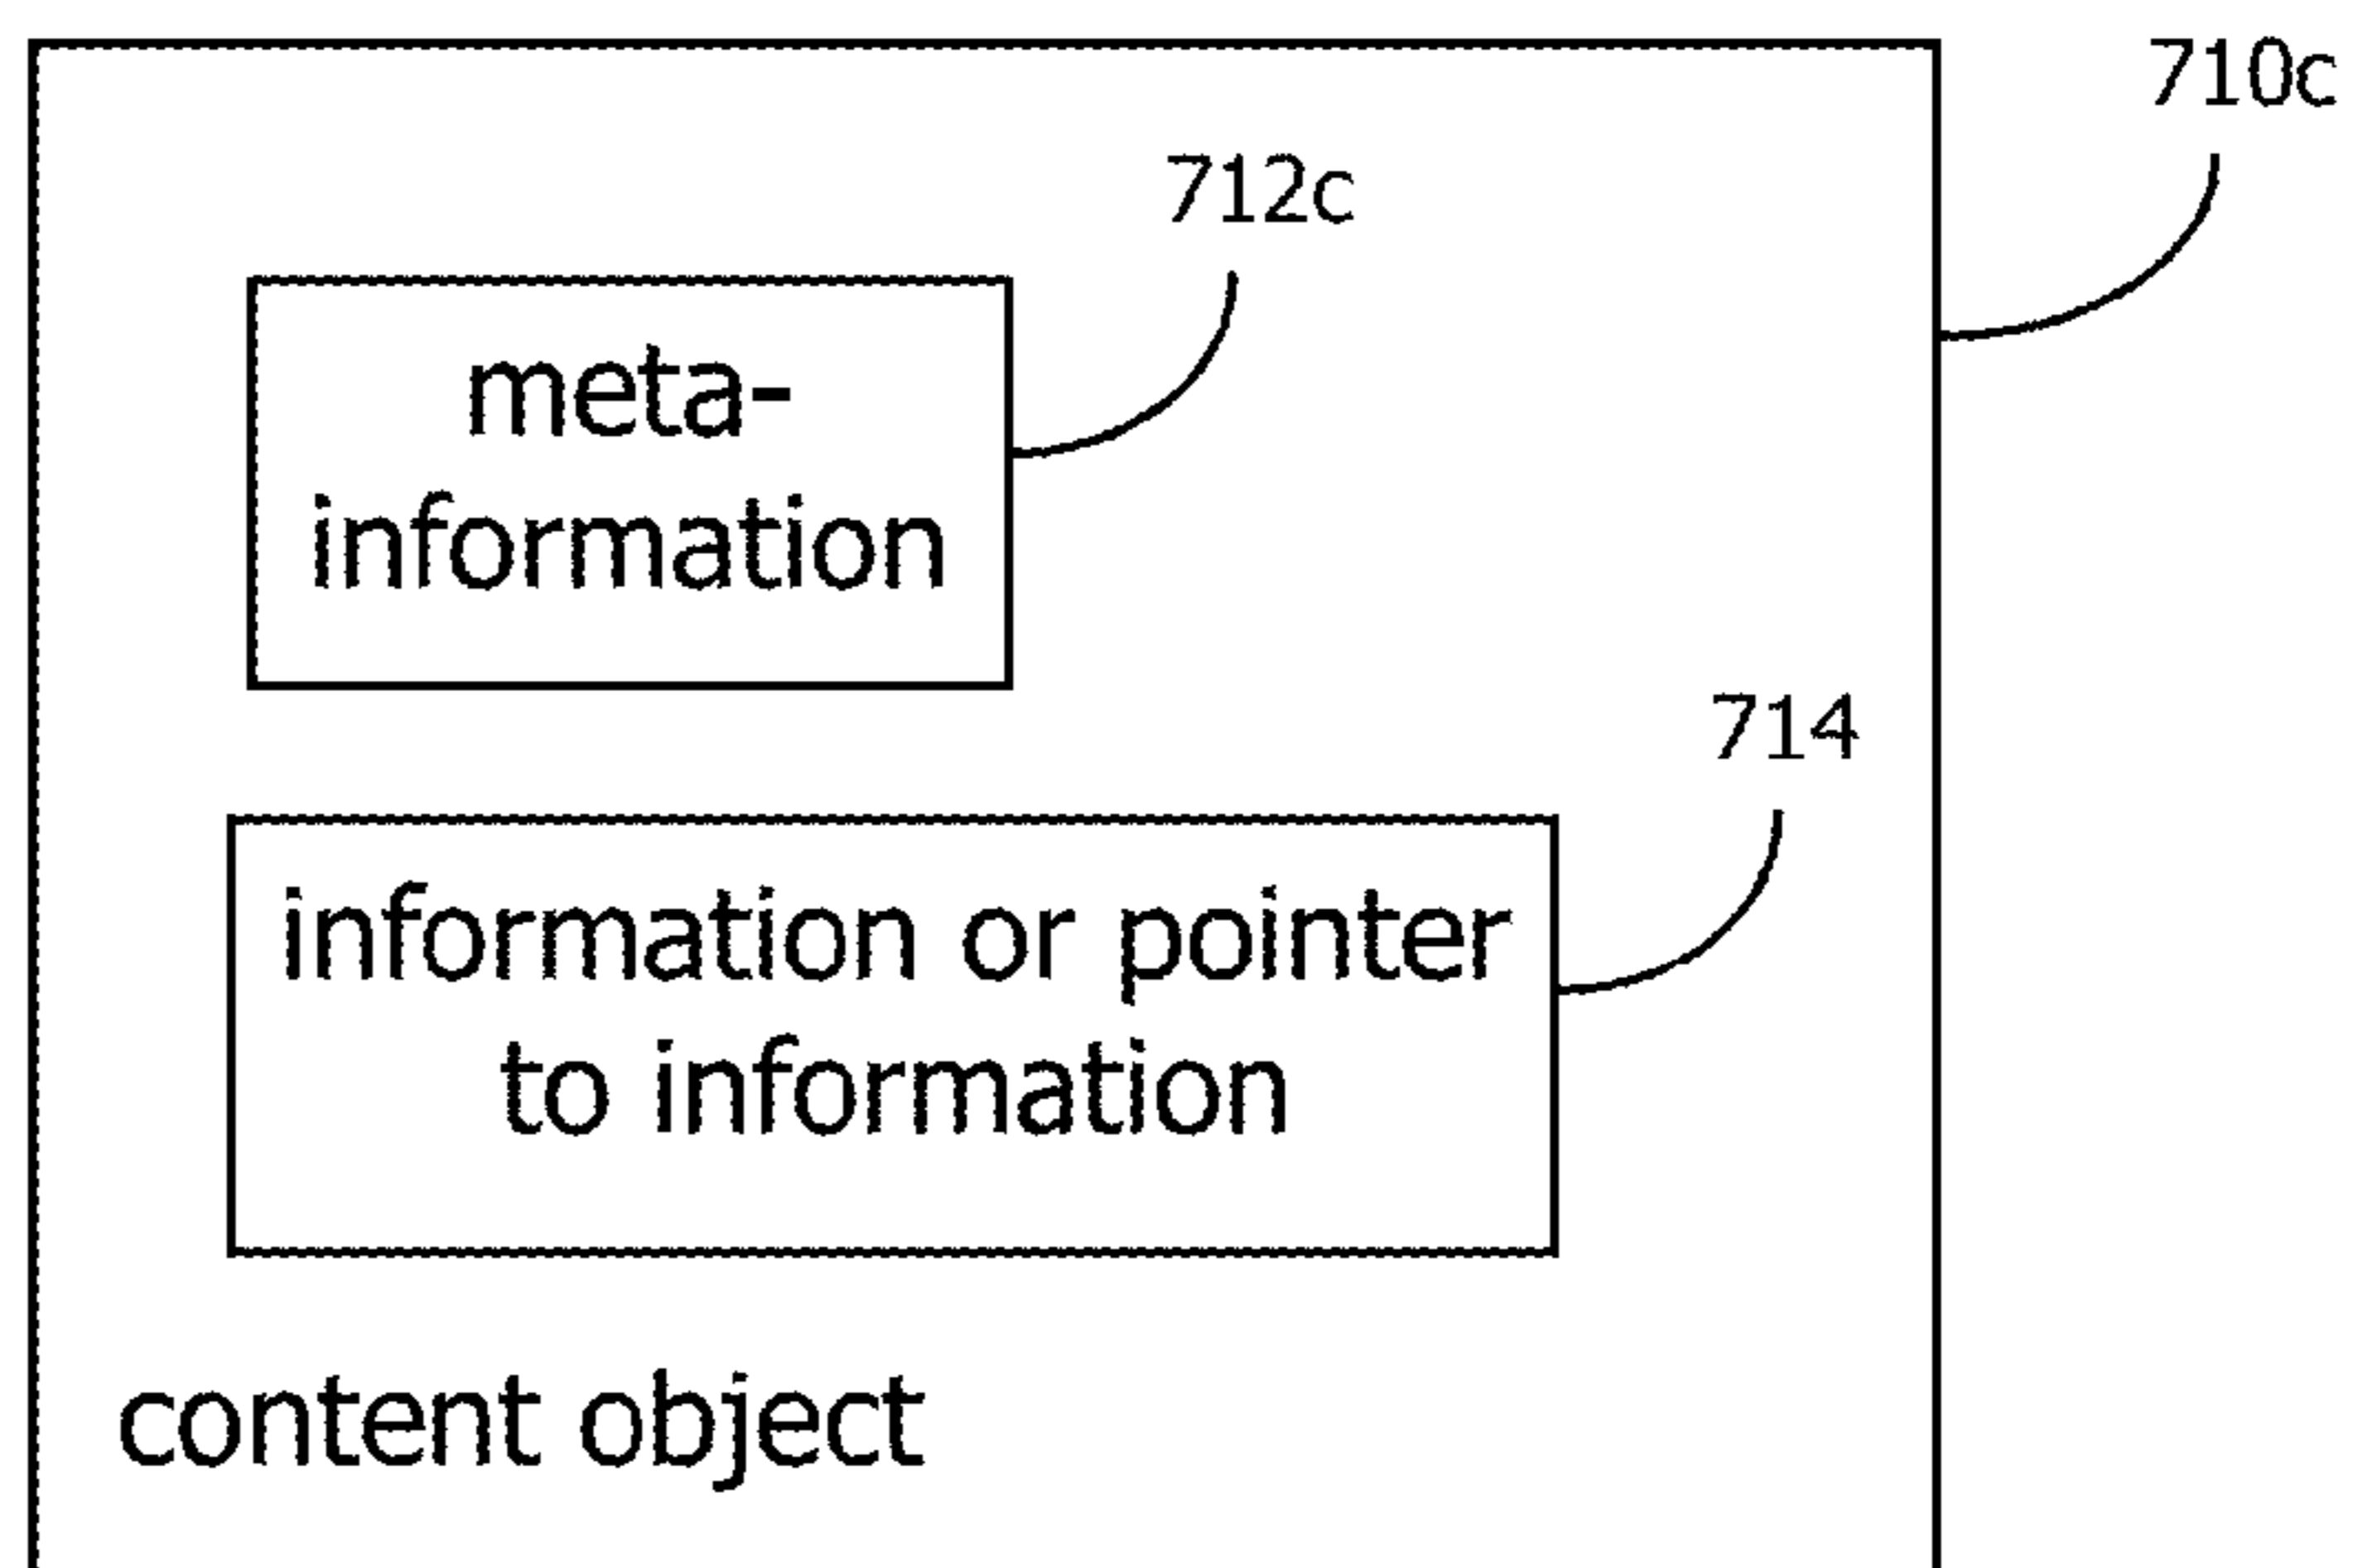 710c
712c
meta-
information
714
information or pointer
to information
content object